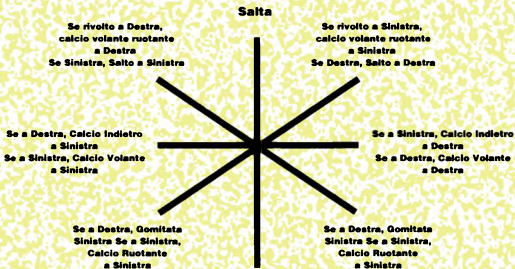 Salta
Se rivolto a Destra,
calcio volante ruotante
a Destra
Se Sinistra, Salto a Sinistra
Se rivolto a Sinistra,
calcio volante ruotante
a Sinistra
Se Destra, Salto a Destra
Se a Destra, Calcio Indietro
a Sinistra
Se a Sinistra, Calcio Volante
a Sinistra
Se a Sinistra, Calcio Indietro
a Destra
Se a Destra, Calcio Volante
a Destra
Se a Destra, Gomitata
Sinistra Se a Sinistra,
Calcio Ruotante
a Sinistra
Se a Destra, Gomitata
Sinistra Se a Sinistra,
Calcio Ruotante
a Sinistra